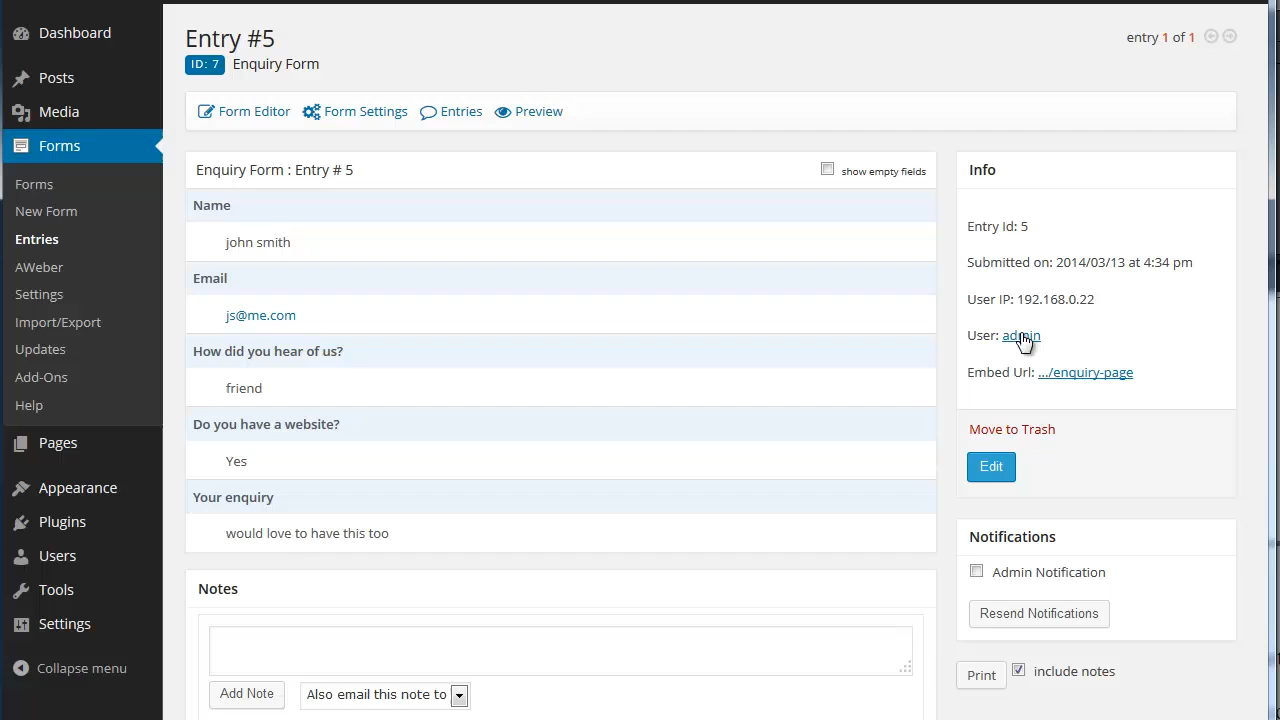 Dashboard
Posts
Media
Forms
Forms
New Form
Entries
AWeber
Settings
Import/Export
Updates
Add-Ons
Help
Pages
Appearance
Plugins
Users
Tools
Settings
Collapse menu
Entry #5
entry 1 of 1
ID: 7 Enquiry Form
Form Editor Form Settings Entries Preview
Enquiry Form : Entry # 5 show empty fields
Name
john smith
Email
js@me.com
How did you hear of us?
friend
Do you have a website?
Yes
Your enquiry
would love to have this too
Notes
Add Note Also email this note to
Info
Entry Id: 5
Submitted on: 2014/03/13 at 4:34 pm
User IP: 192.168.0.22
User: admin
Embed Url: .../enquiry-page
Move to Trash
Edit
Notifications
Admin Notification
Resend Notifications
Print include notes